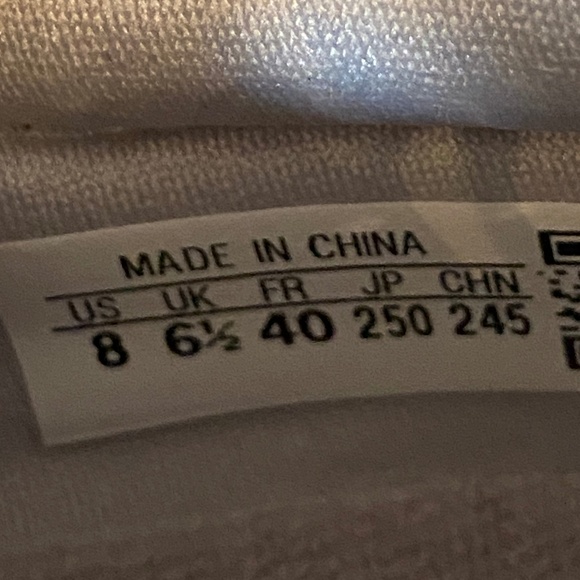 MADE IN CHINA
US UK FR JP CHN
8 6½ 40 250 245